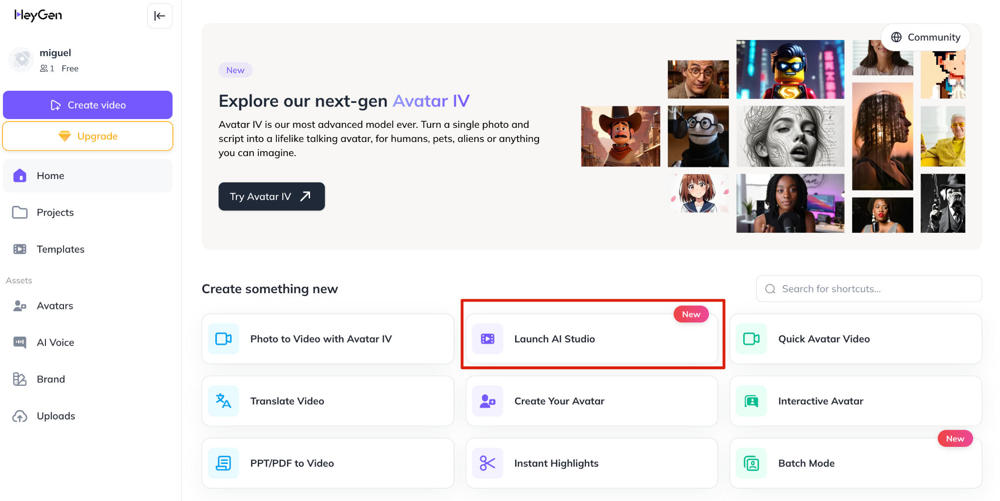 HeyGen
miguel
1 Free
Create video
Upgrade
Home
Projects
Templates
Assets
Avatars
AI Voice
Brand
Uploads
Community
New
Explore our next-gen Avatar IV
Avatar IV is our most advanced model ever. Turn a single photo and
script into a lifelike talking avatar, for humans, pets, aliens or anything
you can imagine.
Try Avatar IV
Create something new
Search for shortcuts...
Photo to Video with Avatar IV
New
Launch AI Studio
Quick Avatar Video
Translate Video
Create Your Avatar
Interactive Avatar
PPT/PDF to Video
Instant Highlights
New
Batch Mode